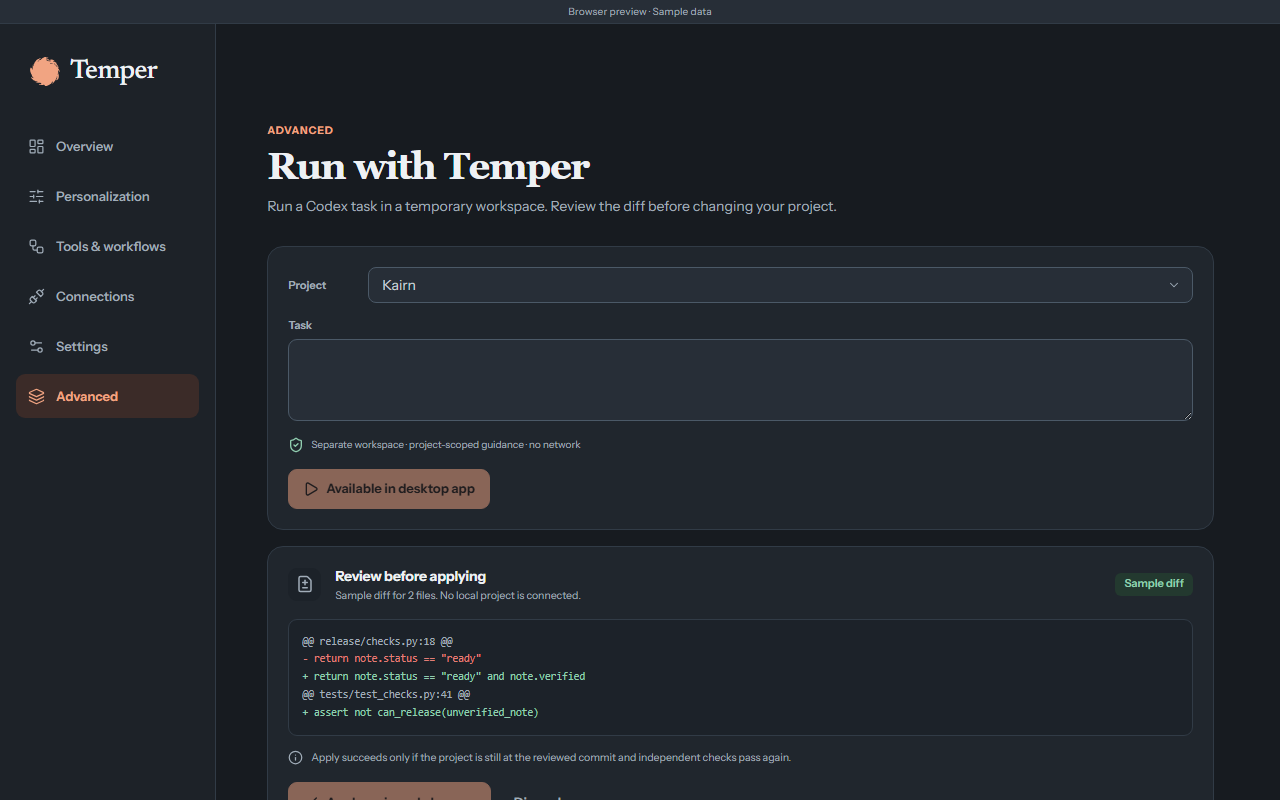 Browser preview · Sample data
Temper
Overview
Personalization
Tools & workflows
Connections
Settings
Advanced
ADVANCED
Run with Temper
Run a Codex task in a temporary workspace. Review the diff before changing your project.
Project
Kairn
Task
Separate workspace · project-scoped guidance · no network
Available in desktop app
Review before applying
Sample diff for 2 files. No local project is connected.
Sample diff
@@ release/checks.py:18 @@
- return note.status == "ready"
+ return note.status == "ready" and note.verified
@@ tests/test_checks.py:41 @@
+ assert not can_release(unverified_note)
Apply succeeds only if the project is still at the reviewed commit and independent checks pass again.